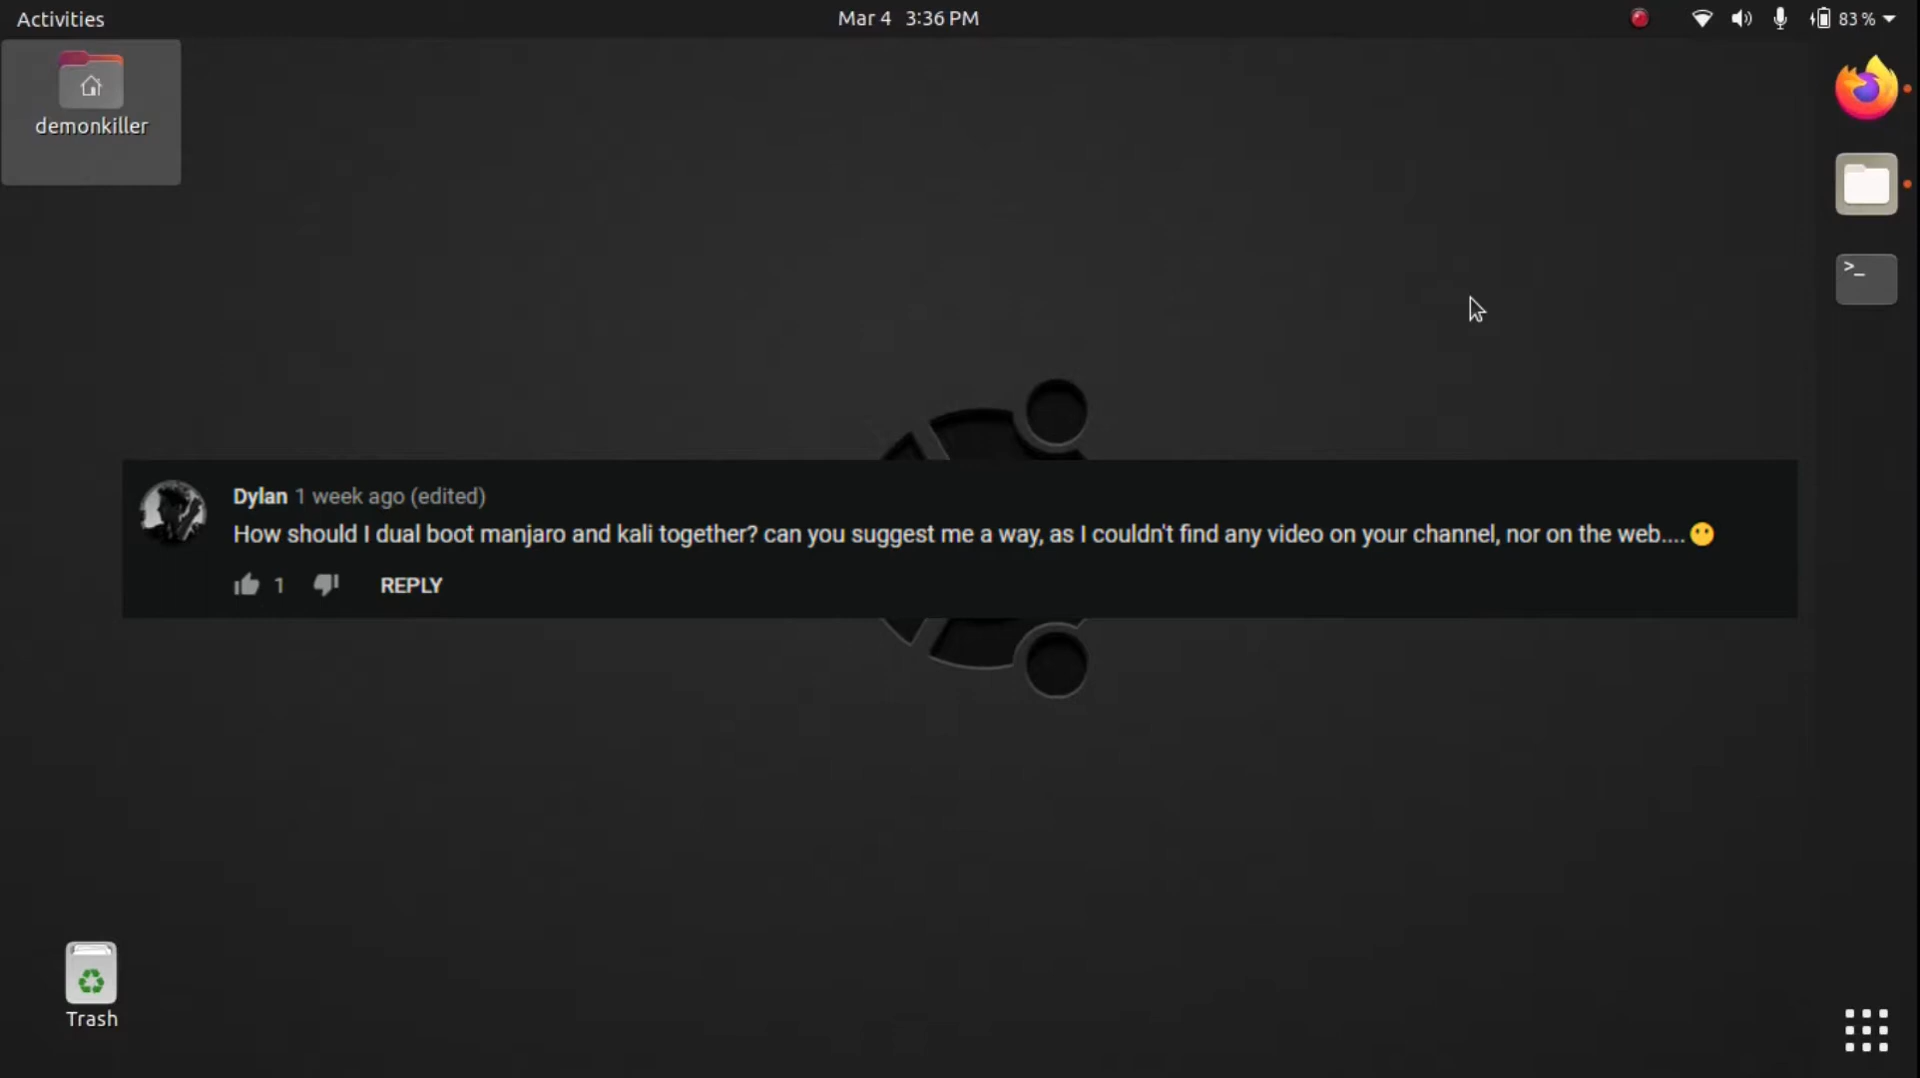 Activities
Mar 4 3:36 PM
83 %
demonkiller
>_
Dylan 1 week ago (edited)
How should I dual boot manjaro and kali together? can you suggest me a way, as I couldn't find any video on your channel, nor on the web....😶
1 REPLY
Trash